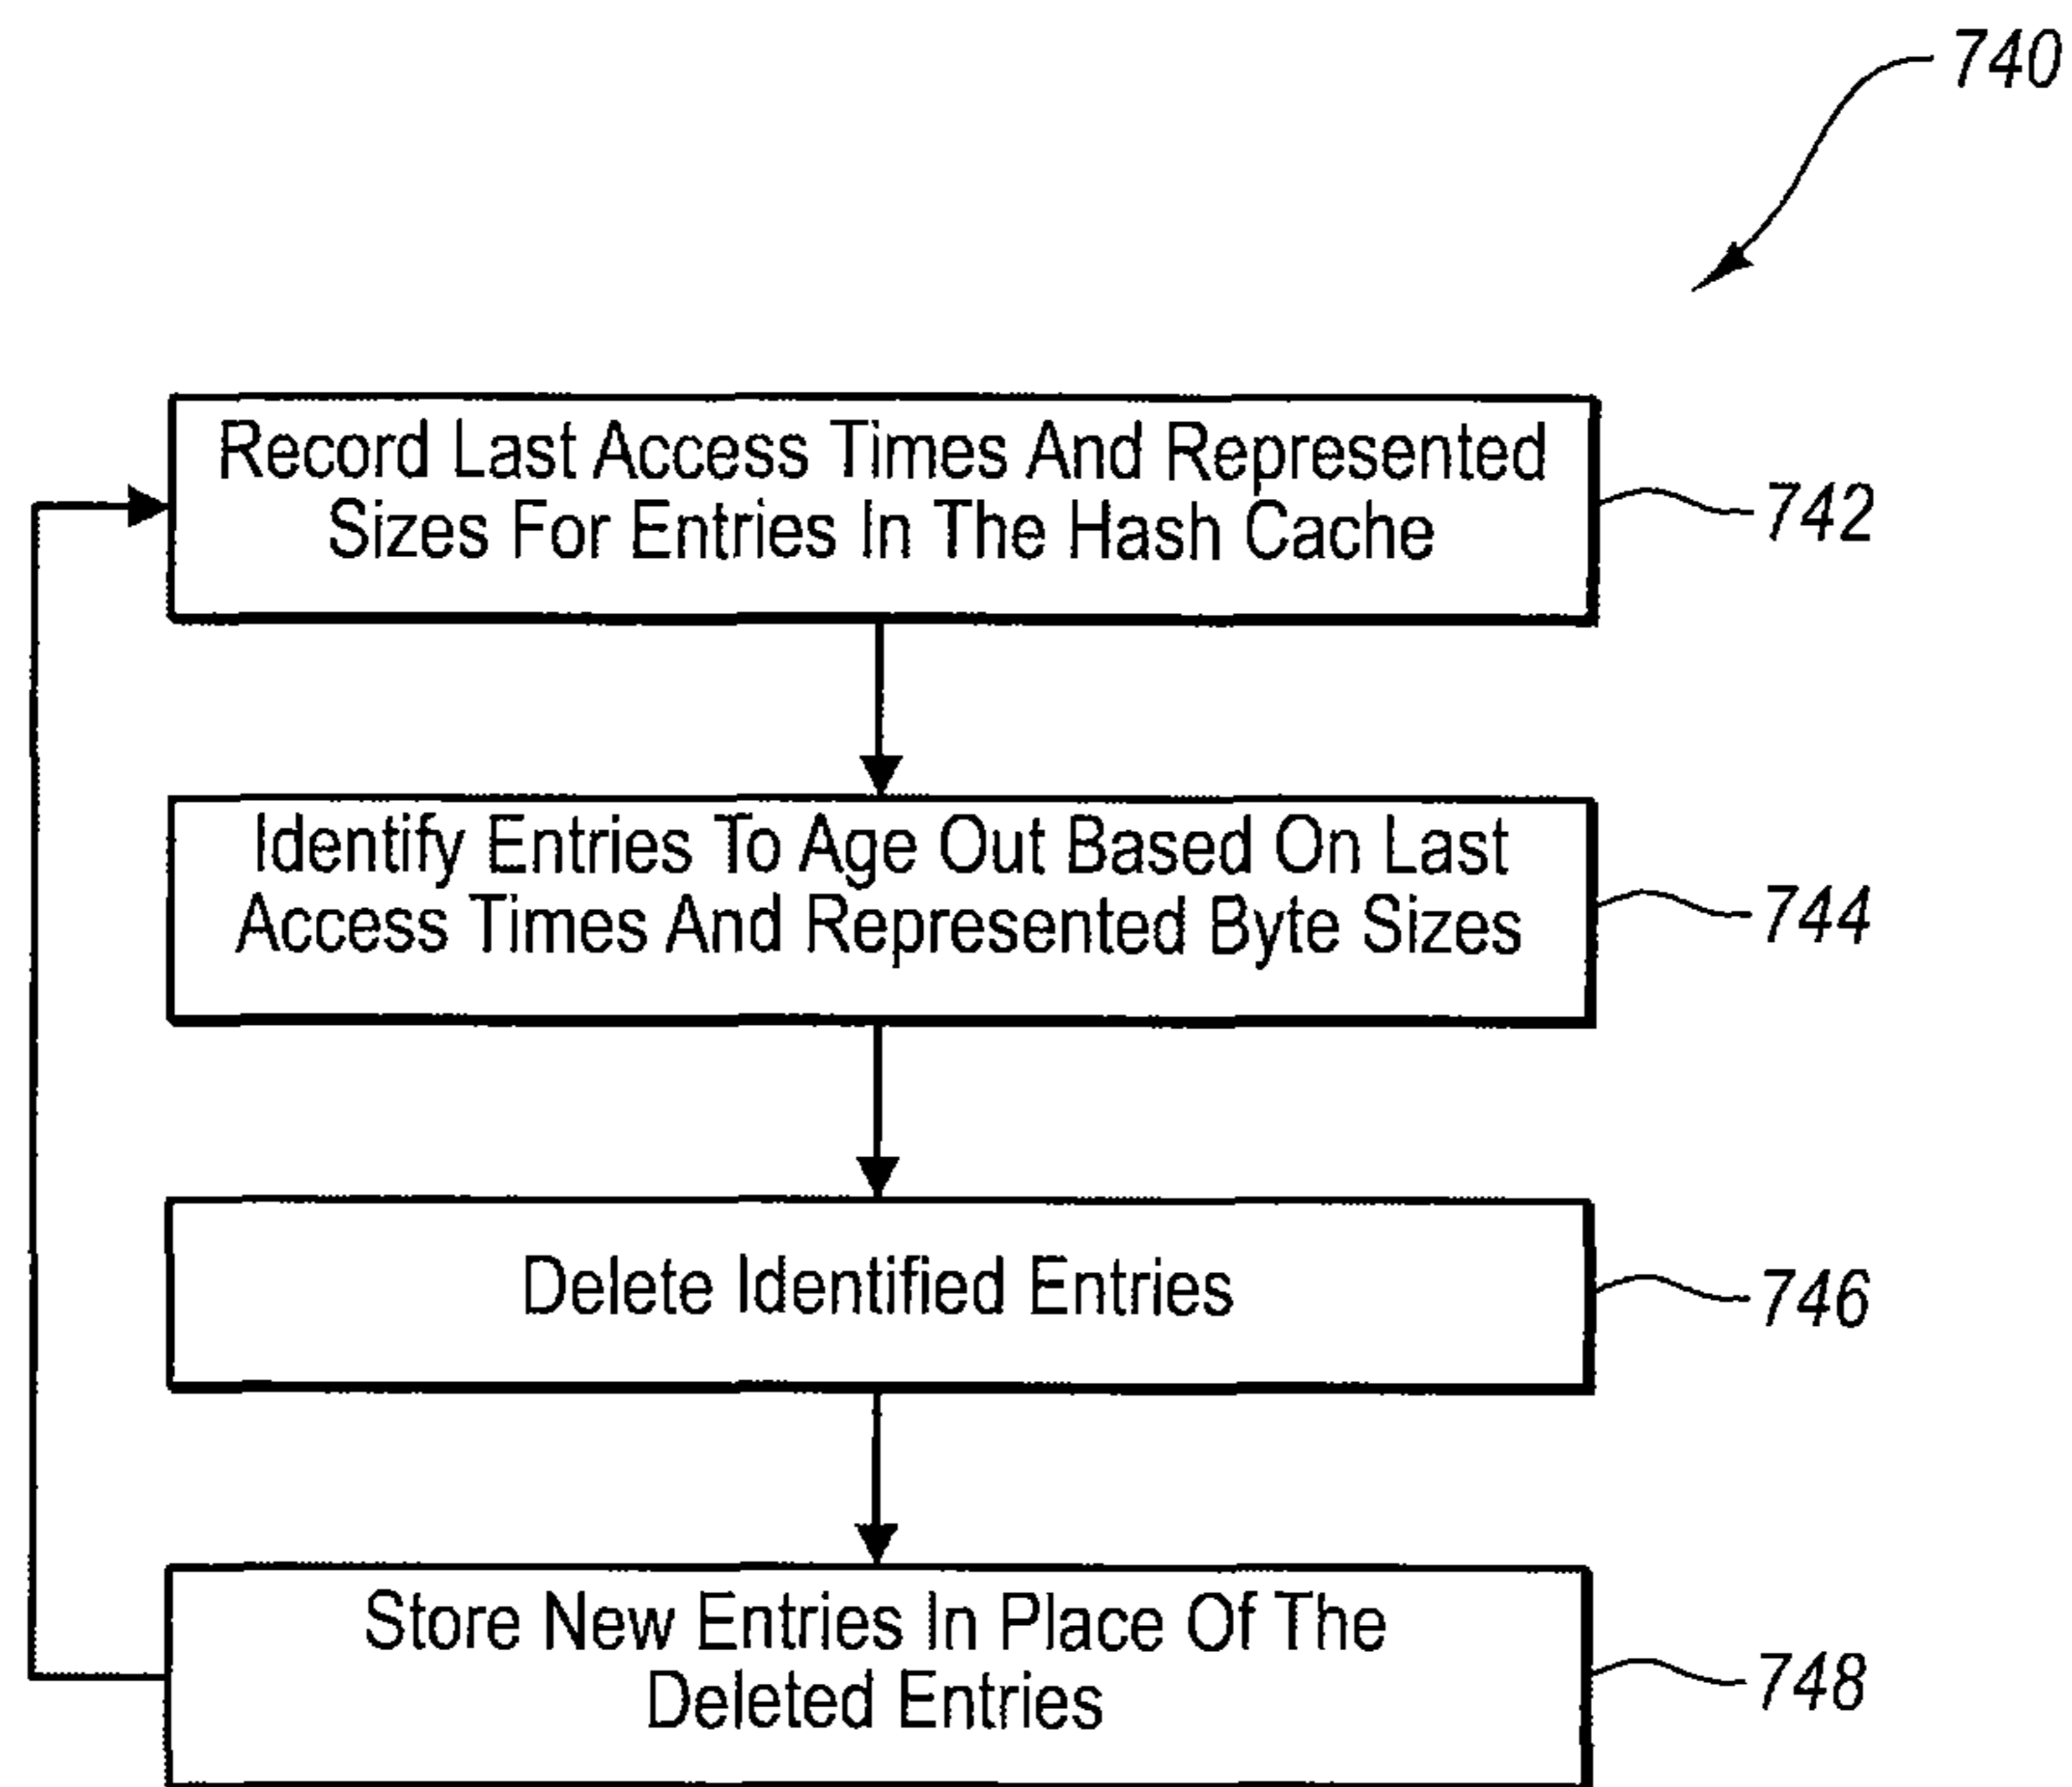 740
Record Last Access Times And Represented
Sizes For Entries In The Hash Cache
742
Identify Entries To Age Out Based On Last
Access Times And Represented Byte Sizes
744
Delete Identified Entries
746
Store New Entries In Place Of The
Deleted Entries
748